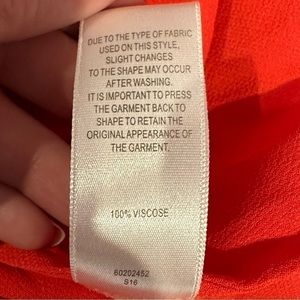 DUE TO THE TYPE OF FABRIC
USED ON THIS STYLE,
SLIGHT CHANGES
TO THE SHAPE MAY OCCUR
AFTER WASHING.
IT IS IMPORTANT TO PRESS
THE GARMENT BACK TO
SHAPE TO RETAIN THE
ORIGINAL APPEARANCE OF
THE GARMENT.
100% VISCOSE
60202452
S16